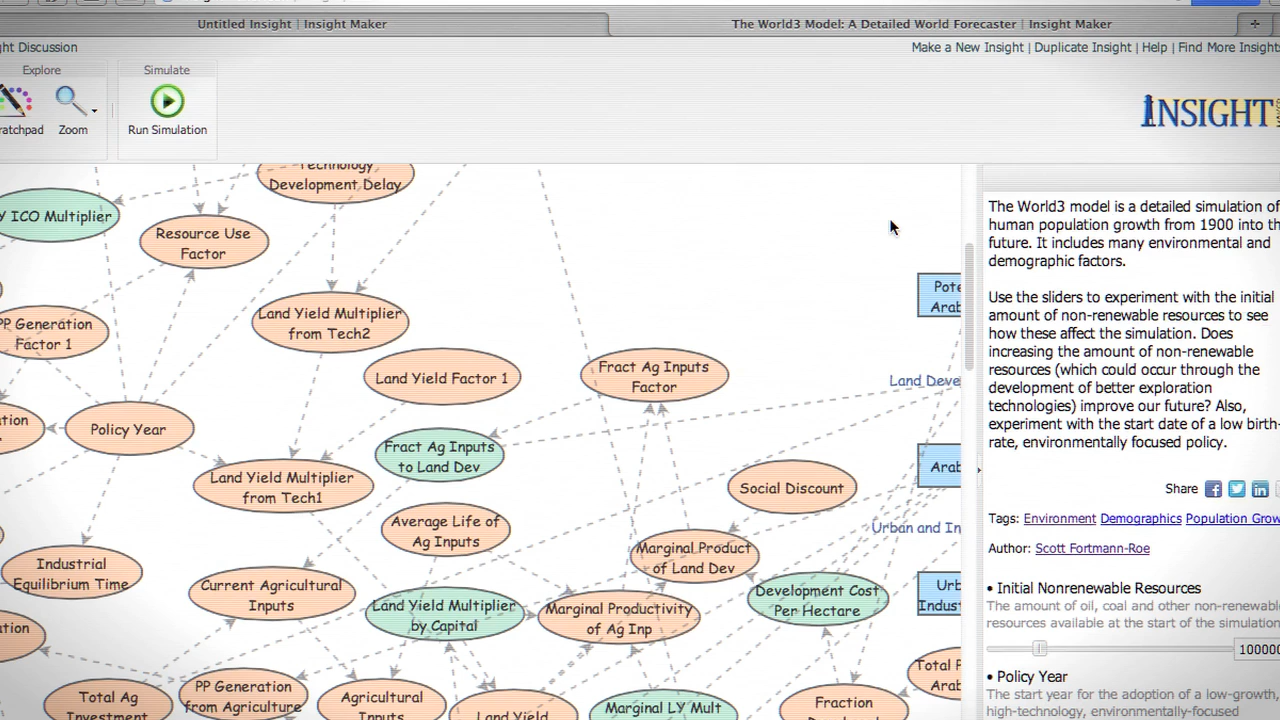 Untitled Insight | Insight Maker
The World3 Model: A Detailed World Forecaster | Insight Maker
ght Discussion
Make a New Insight | Duplicate Insight | Help | Find More Insights
Explore
Simulate
ratchpad
Zoom
Run Simulation
INSIGHT
Technology
Development Delay
Y ICO Multiplier
Resource Use
Factor
Land Yield Multiplier
from Tech2
PP Generation
Factor 1
Land Yield Factor 1
Fract Ag Inputs
Factor
Pote
Arab
Land Deve
Policy Year
Fract Ag Inputs
to Land Dev
Land Yield Multiplier
from Tech1
Social Discount
Arab
Average Life of
Ag Inputs
Urban and In
Marginal Product
of Land Dev
Industrial
Equilibrium Time
Current Agricultural
Inputs
Land Yield Multiplier
by Capital
Marginal Productivity
of Ag Inp
Development Cost
Per Hectare
Urb
Indust
Total Ag
Investment
PP Generation
from Agriculture
Agricultural
Inputs
Land Yield
Marginal LY Mult
Fraction
Total P
Arab
The World3 model is a detailed simulation of
human population growth from 1900 into th
future. It includes many environmental and
demographic factors.
Use the sliders to experiment with the initial
amount of non-renewable resources to see
how these affect the simulation. Does
increasing the amount of non-renewable
resources (which could occur through the
development of better exploration
technologies) improve our future? Also,
experiment with the start date of a low birth-
rate, environmentally focused policy.
Share
Tags: Environment Demographics Population Grow
Author: Scott Fortmann-Roe
• Initial Nonrenewable Resources
The amount of oil, coal and other non-renewable
resources available at the start of the simulation
100000
• Policy Year
The start year for the adoption of a low-growth,
high-technology, environmentally-focused